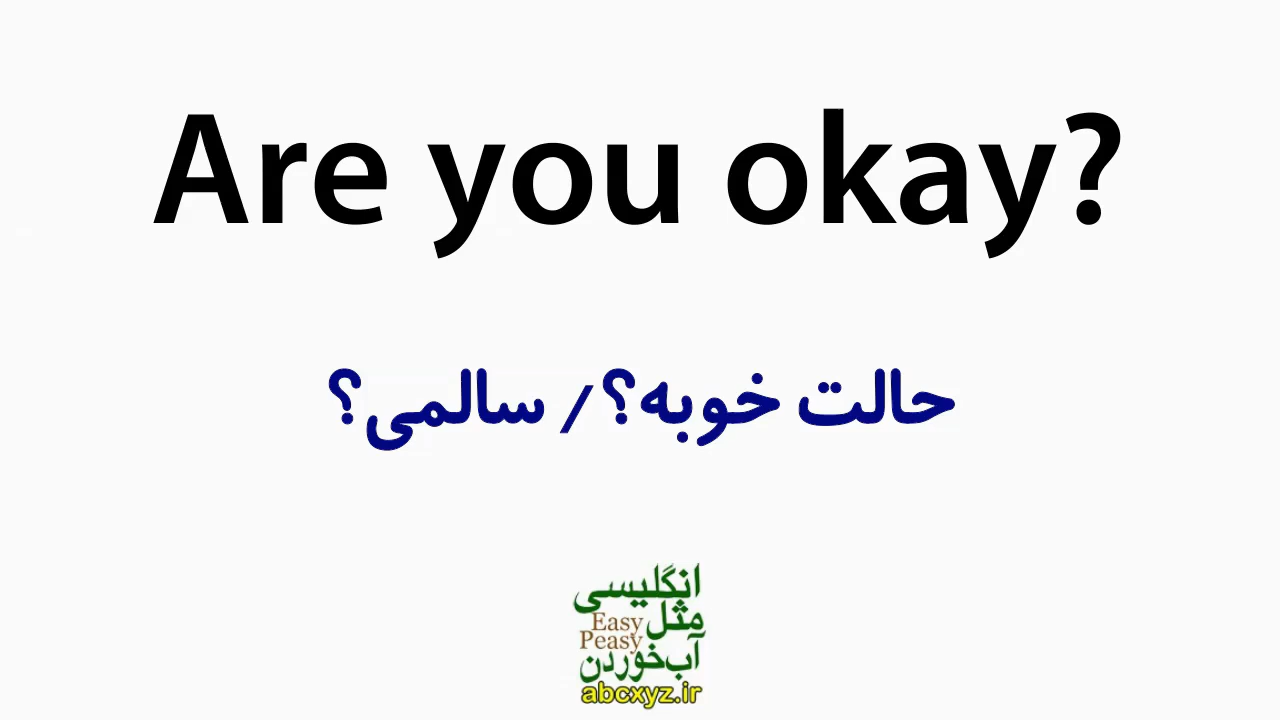 Are you okay?
حالت خوبه؟/ سالمی؟
انگلیسی
مثل
Easy
Peasy
آب‌خوردن
abcxyz.ir